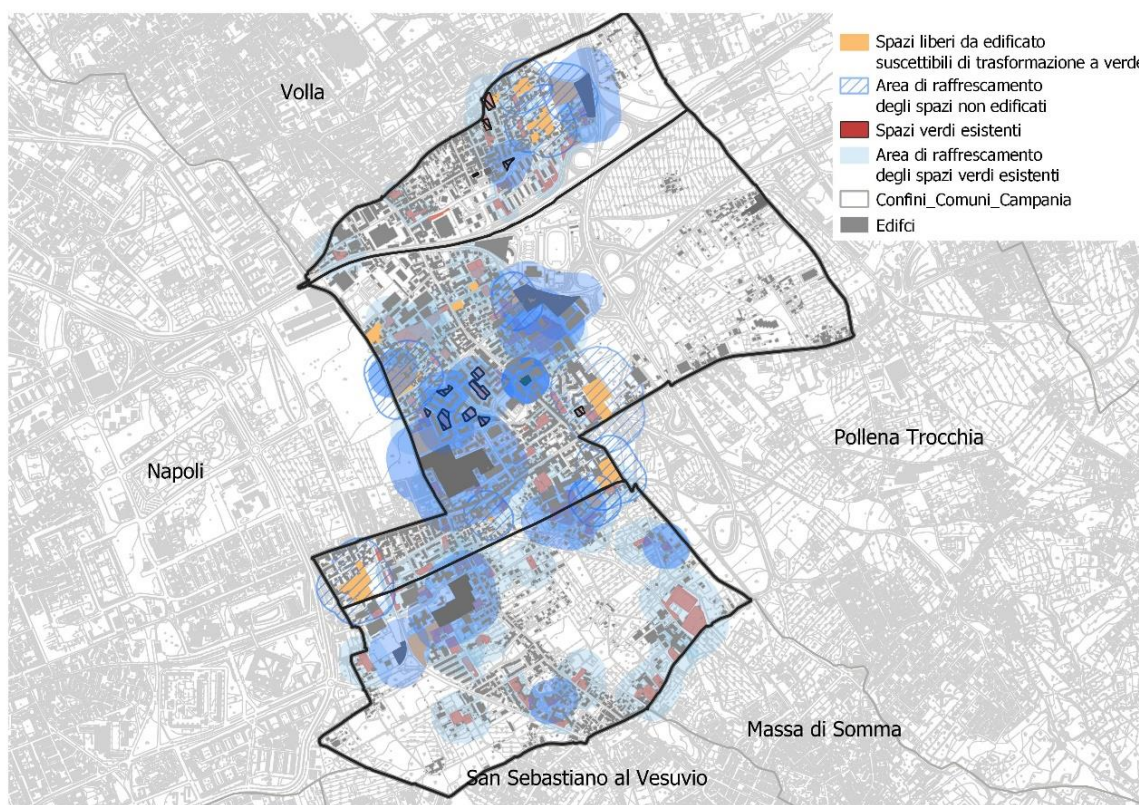 Spazi liberi da edificato
suscettibili di trasformazione a verde
Area di raffrescamento
degli spazi non edificati
Spazi verdi esistenti
Area di raffrescamento
degli spazi verdi esistenti
Confini_Comuni_Campania
Edifci
Volla
Napoli
Pollena Trocchia
Massa di Somma
San Sebastiano al Vesuvio